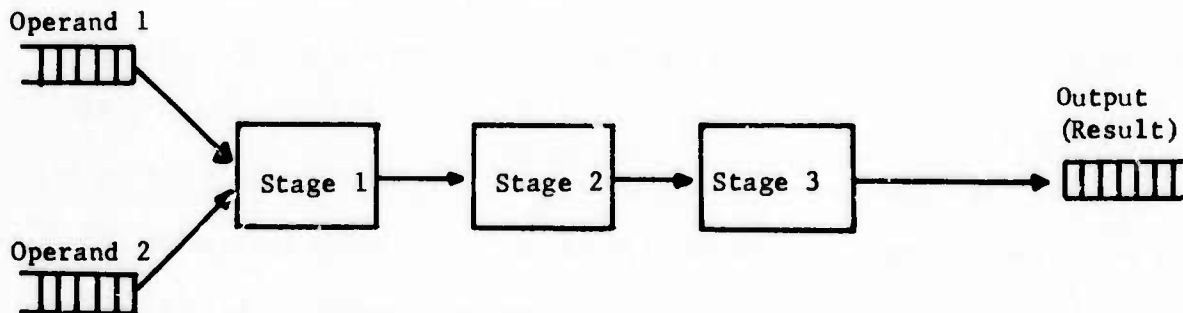 Operand 1
Output
(Result)
Stage 1
Stage 2
Stage 3
Operand 2